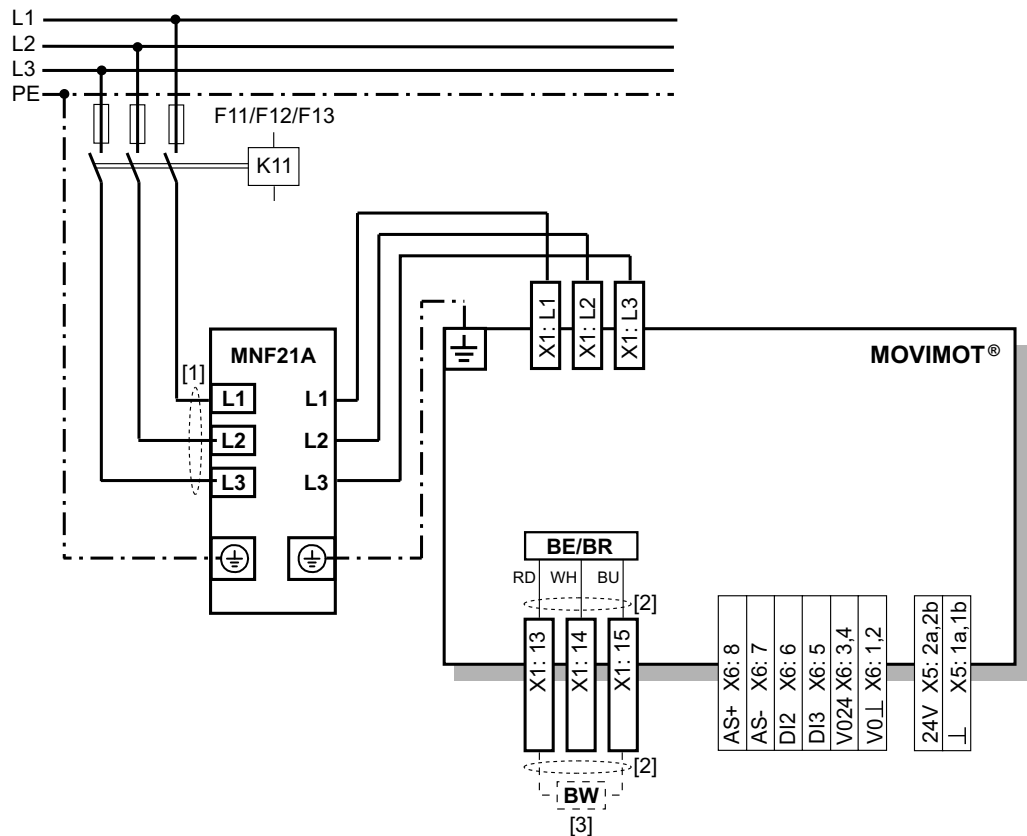 L1
L2
L3
PE
F11/F12/F13
K11
X1: L1
X1: L2
X1: L3
MNF21A
MOVIMOT®
[1]
L1
L1
L2
L2
L3
L3
BE/BR
RD
WH
BU
[2]
X1: 13
X1: 14
X1: 15
AS+ X6: 8
AS- X6: 7
DI2 X6: 6
DI3 X6: 5
V024 X6: 3,4
V0⊥ X6: 1,2
24V X5: 2a,2b
⊥ X5: 1a,1b
[2]
BW
[3]